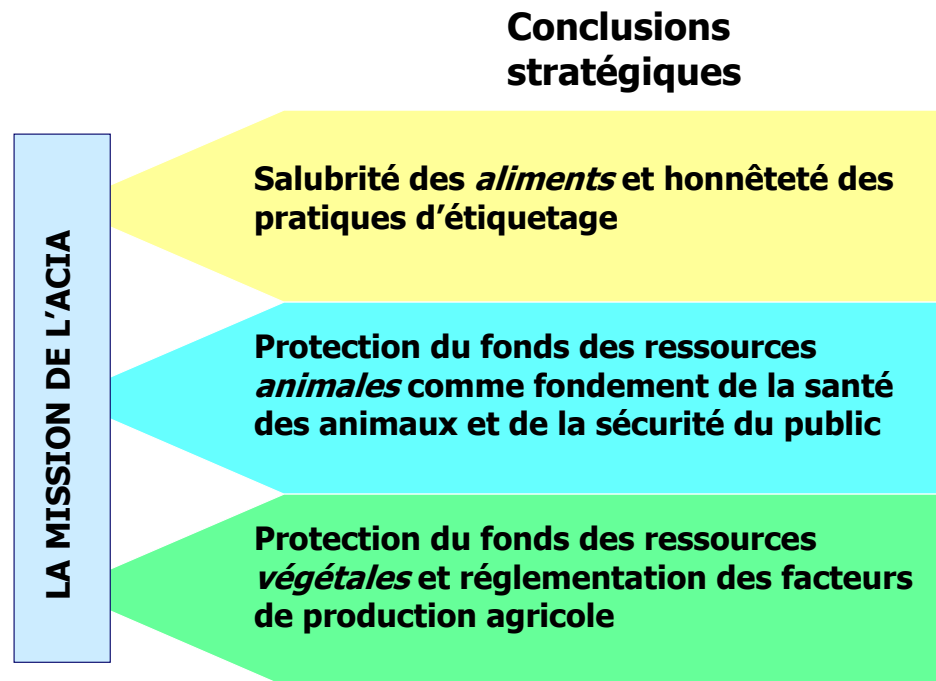 Conclusions
stratégiques
LA MISSION DE L’ACIA
Salubrité des aliments et honnêteté des
pratiques d’étiquetage
Protection du fonds des ressources
animales comme fondement de la santé
des animaux et de la sécurité du public
Protection du fonds des ressources
végétales et réglementation des facteurs
de production agricole